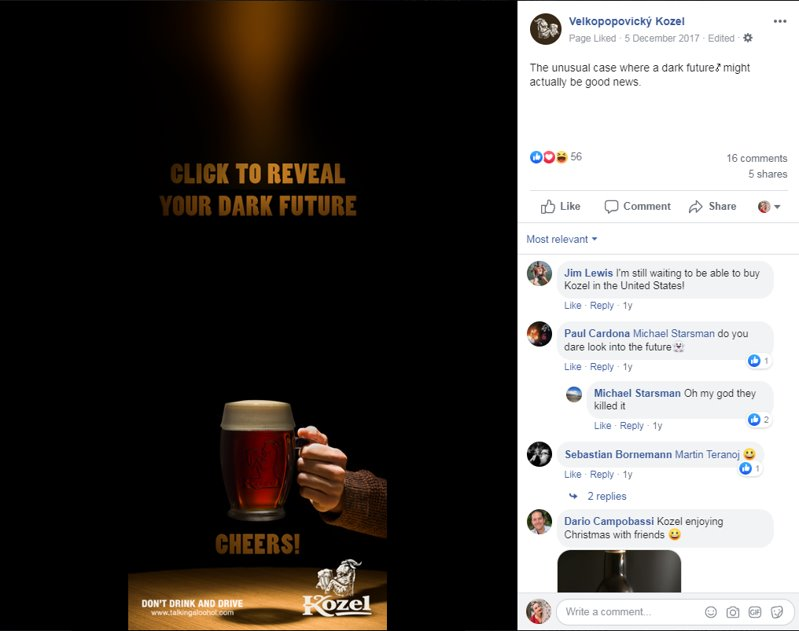 CLICK TO REVEAL
YOUR DARK FUTURE
CHEERS!
DON'T DRINK AND DRIVE
www.talkingalcohol.com
Kozel
Velkopopovický Kozel
Page Liked · 5 December 2017 · Edited ·
The unusual case where a dark future might
actually be good news.
56
16 comments
5 shares
Like
Comment
Share
Most relevant
Jim Lewis I'm still waiting to be able to buy
Kozel in the United States!
Like · Reply · 1y
Paul Cardona Michael Starsman do you
dare look into the future
1
Like · Reply · 1y
Michael Starsman Oh my god they
killed it
2
Like · Reply · 1y
Sebastian Bornemann Martin Teranoj
1
Like · Reply · 1y
2 replies
Dario Campobassi Kozel enjoying
Christmas with friends
Write a comment...
GIF